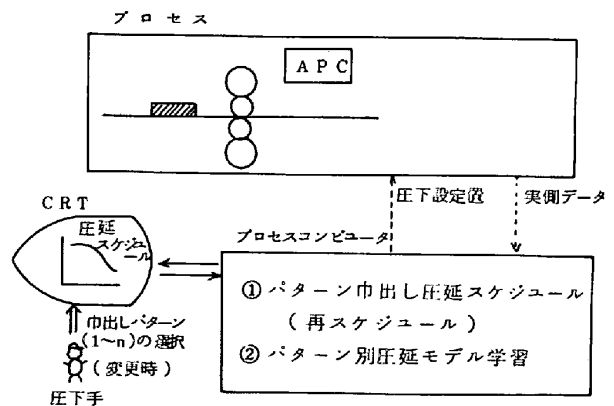 プロセス
APC
圧下設定置
実側データ
CRT
圧延
スケジュ
ール
プロセスコンピュータ
① パターン巾出し圧延スケジュール
(再スケジュール)
② パターン別圧延モデル学習
巾出しパターン
(1~n)の選択
(変更時)
圧下手